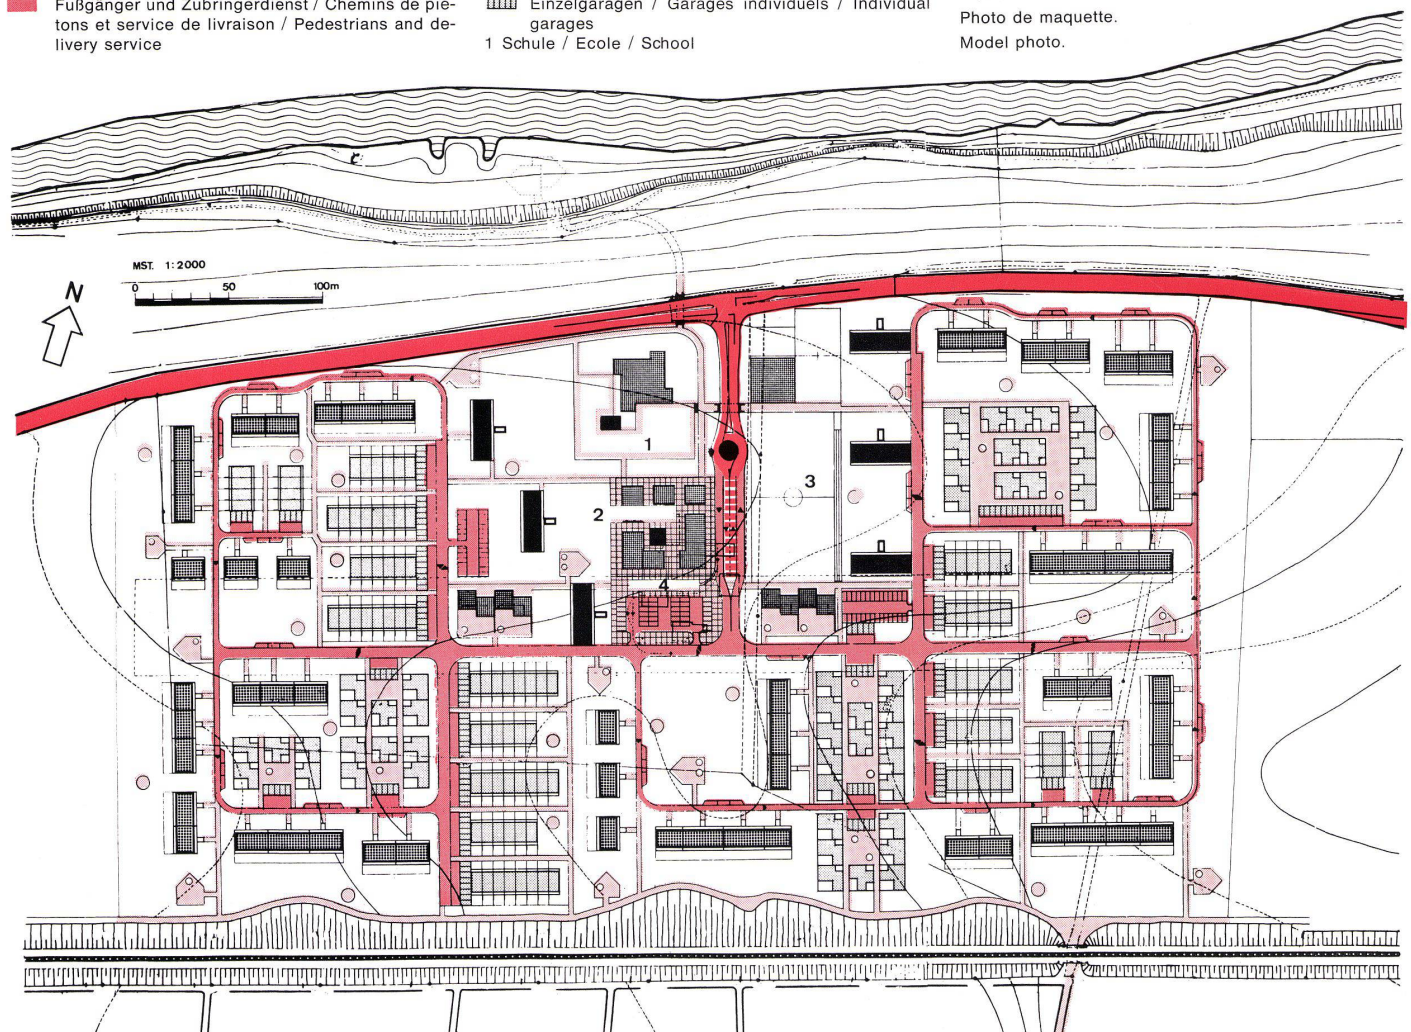 Fußgänger und Zubringerdienst / Chemins de pié-
tons et service de livraison / Pedestrians and de-
livery service
Einzelgaragen / Garages individuels / Individual
garages
1 Schule / Ecole / School
Photo de maquette.
Model photo.
MST. 1:2000
0 50 100m
N
1
2
3
4